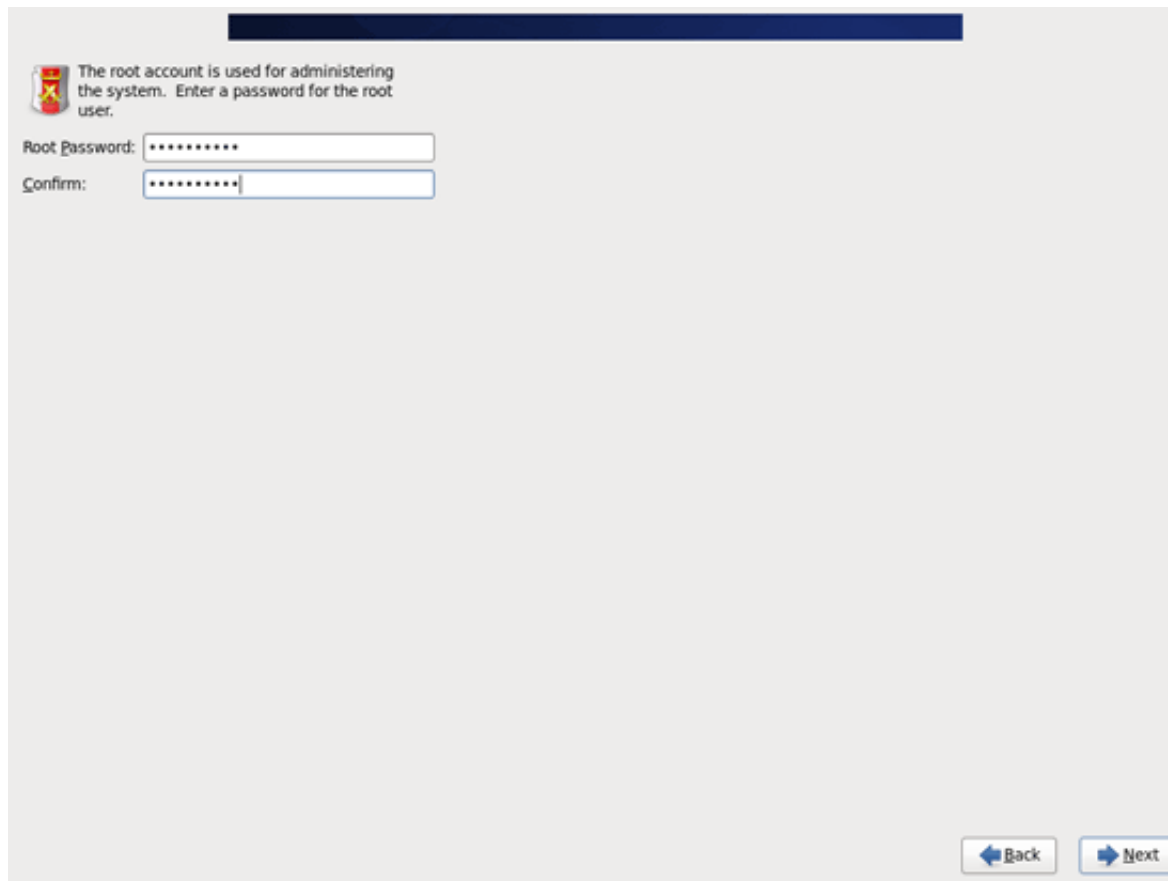 The root account is used for administering
the system.  Enter a password for the root
user.
Root Password: ••••••••••
Confirm: ••••••••••
Back
Next